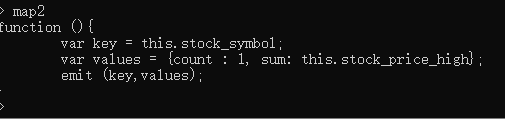 > map2
function (){
var key = this.stock_symbol;
var values = {count : 1, sum: this.stock_price_high};
emit (key,values);
>